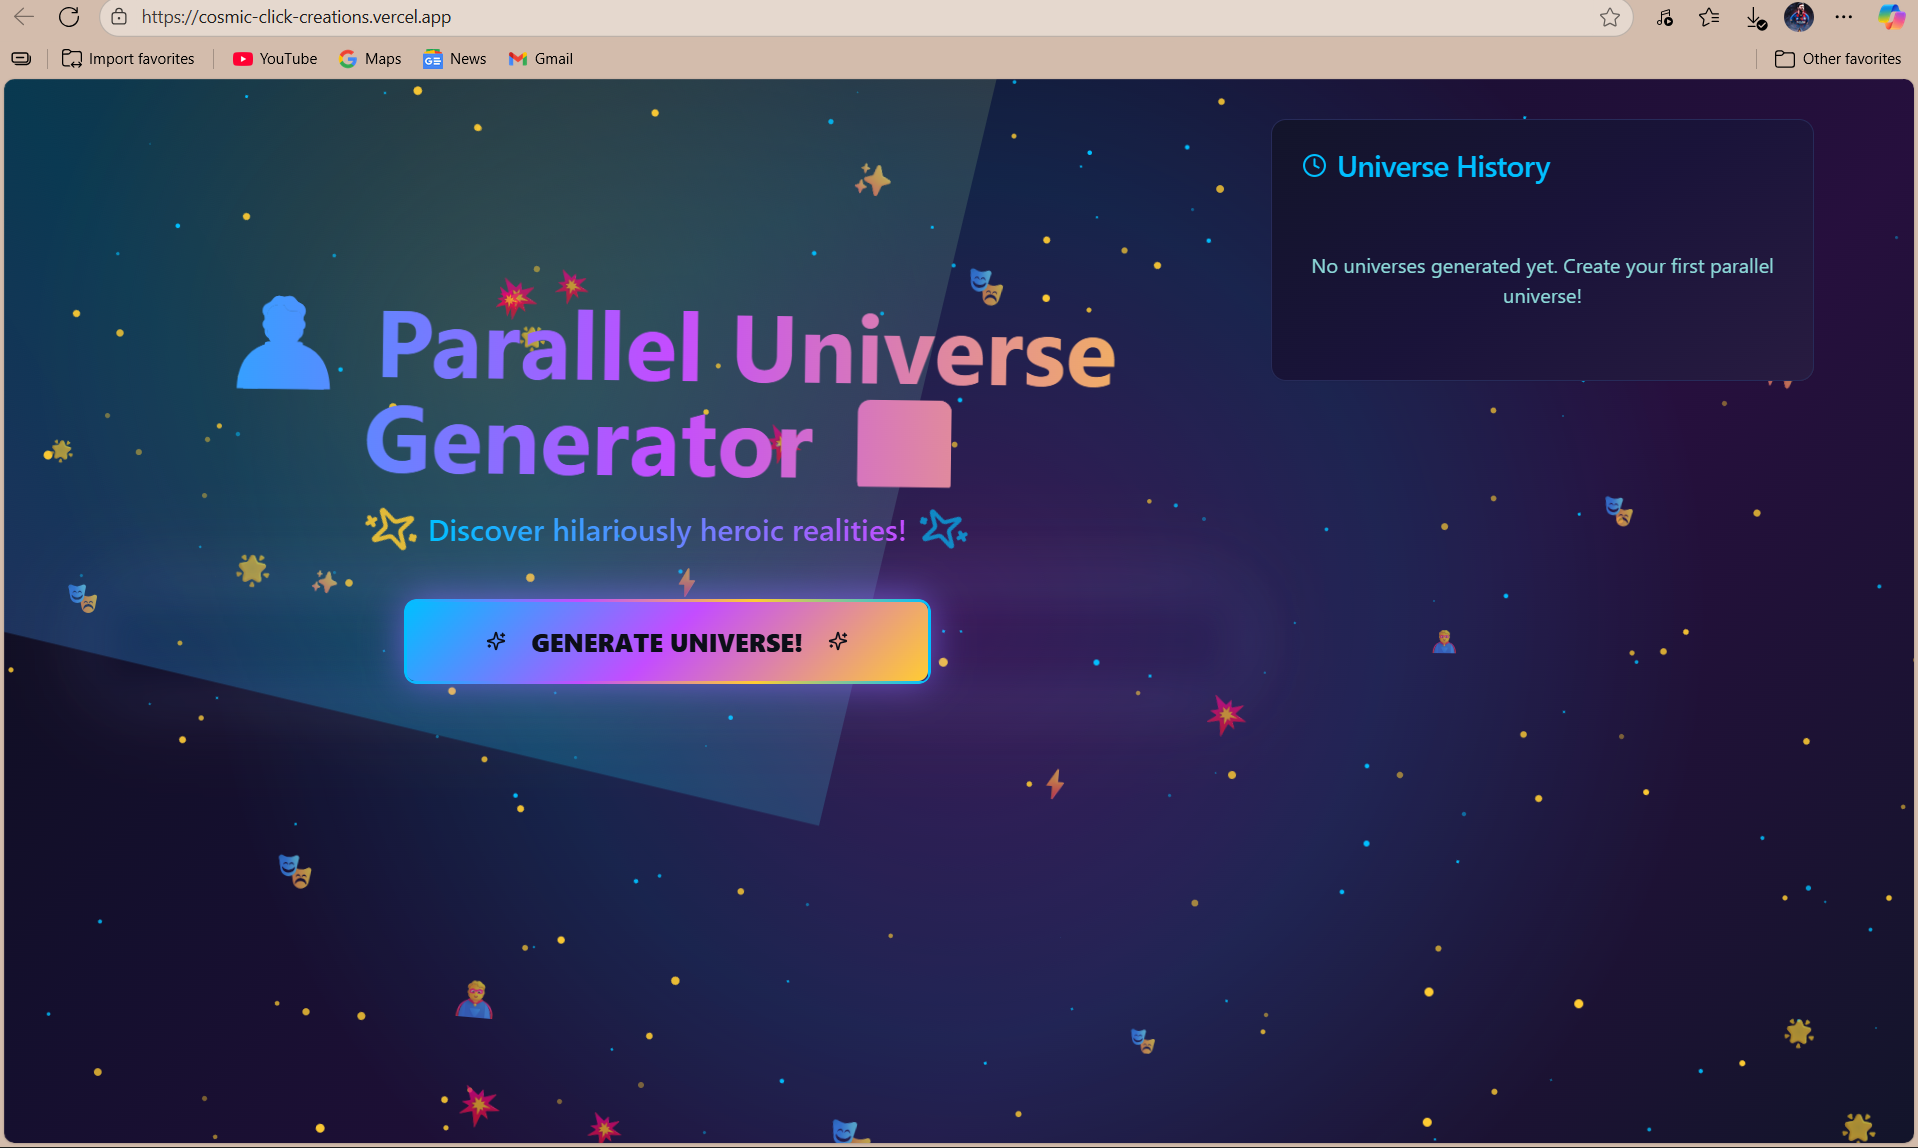 https://cosmic-click-creations.vercel.app
Import favorites
YouTube
Maps
News
Gmail
Other favorites
Parallel Universe
Generator
Discover hilariously heroic realities!
GENERATE UNIVERSE!
Universe History
No universes generated yet. Create your first parallel
universe!